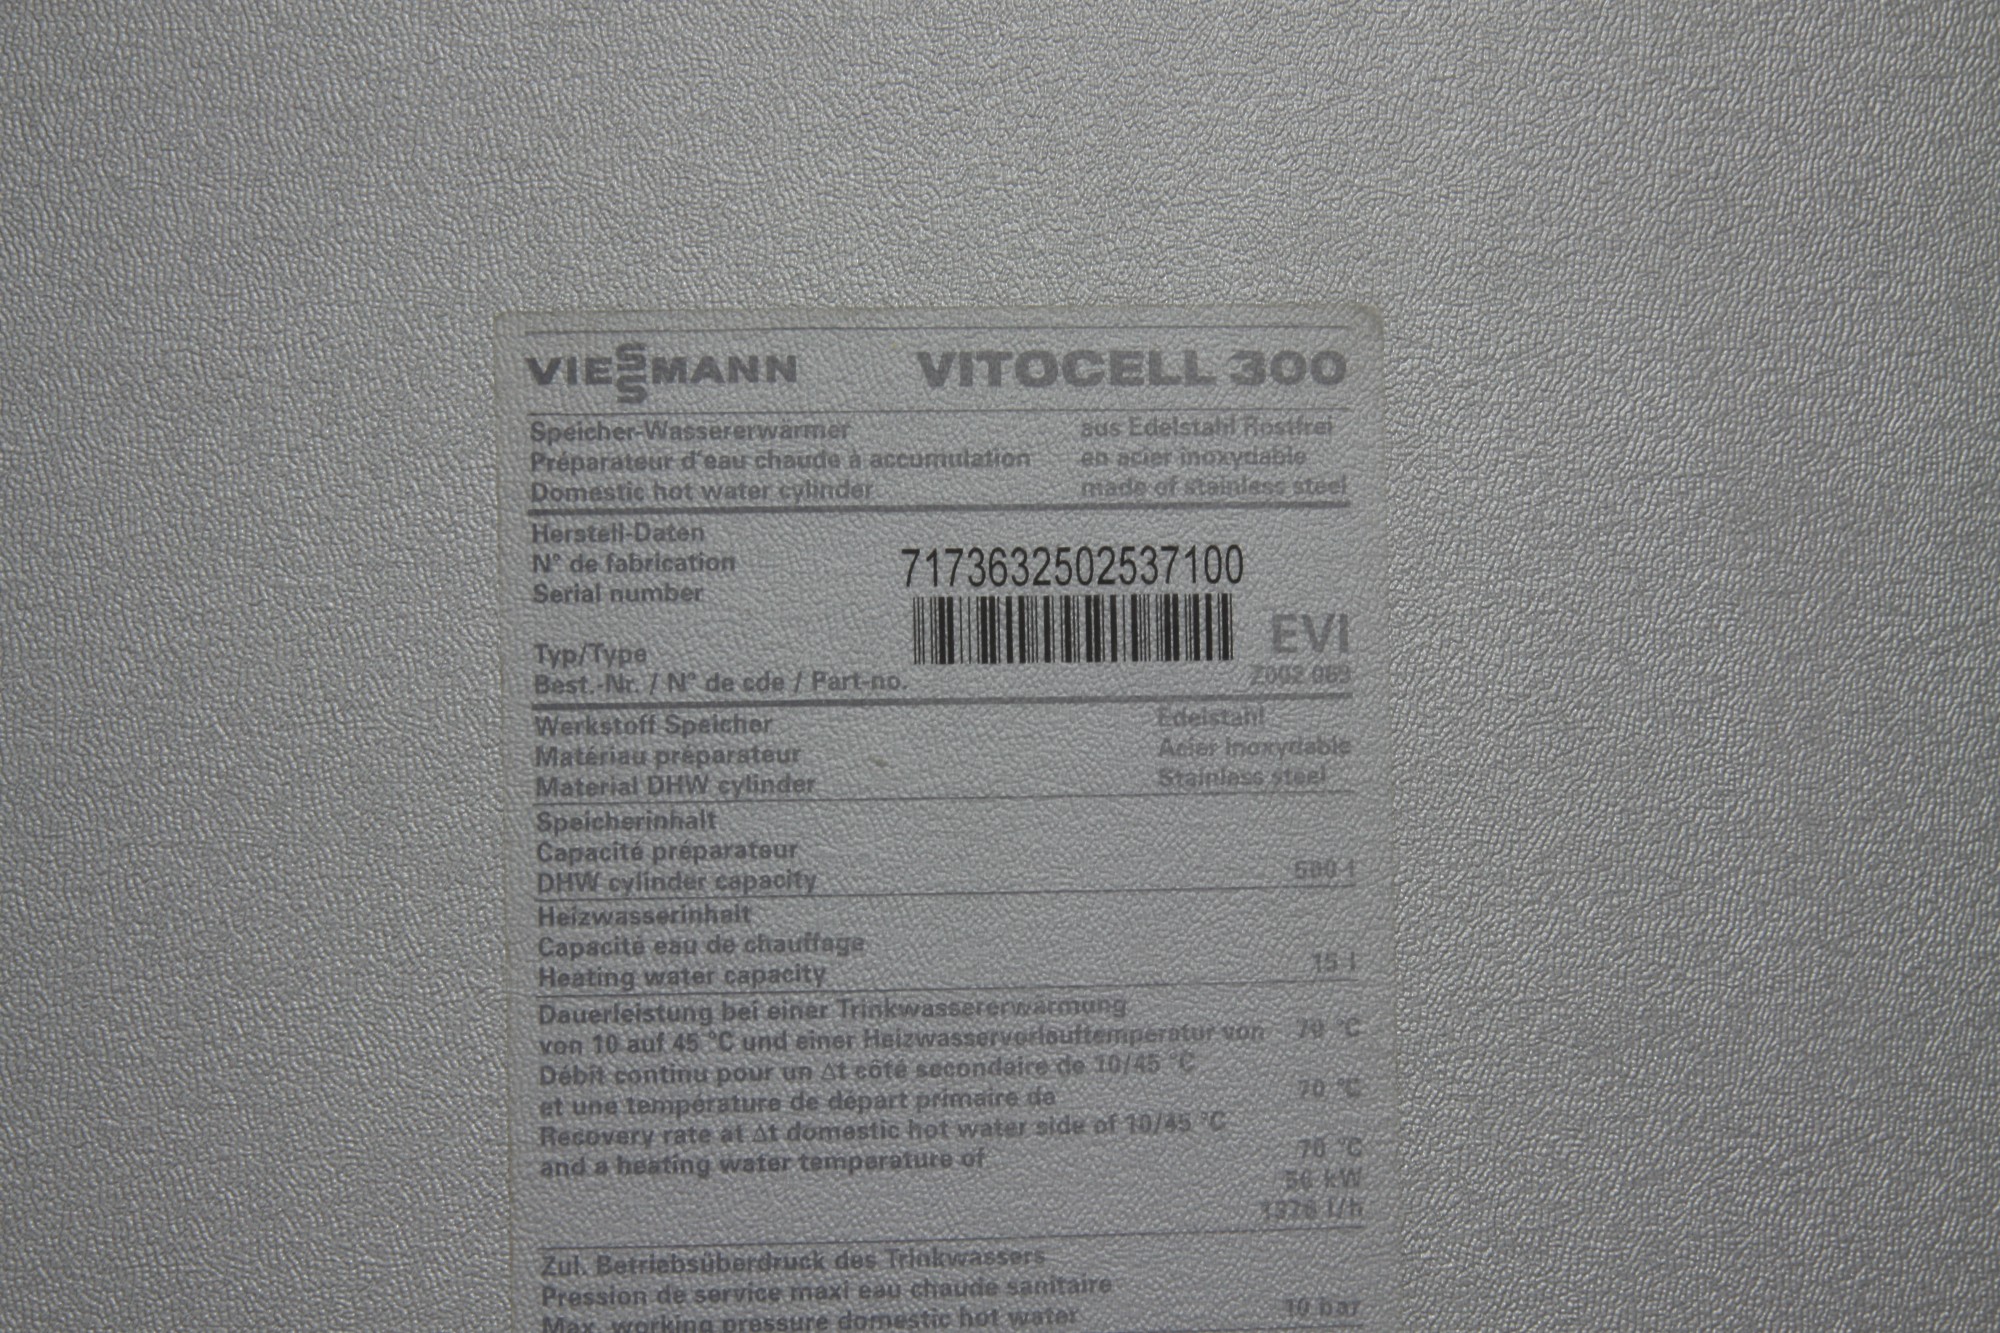 VIESSMANN VITOCELL 300
Speicher-Wassererwärmer aus Edelstahl Rostfrei
Préparateur d'eau chaude à accumulation en acier inoxydable
Domestic hot water cylinder made of stainless steel
Herstell-Daten
N° de fabrication 7173632502537100
Serial number
EVI
Typ/Type
Best.-Nr. / N° de cde / Part-no.
Werkstoff Speicher Edelstahl
Matériau préparateur Acier inoxydable
Material DHW cylinder Stainless steel
Speicherinhalt
Capacité préparateur
DHW cylinder capacity 500 l
Heizwasserinhalt
Capacité eau de chauffage
Heating water capacity 15 l
Dauerleistung bei einer Trinkwassererwärmung
von 10 auf 45 °C und einer Heizwasservorlauftemperatur von 70 °C
Débit continu pour un Δt côté secondaire de 10/45 °C
et une température de départ primaire de 70 °C
Recovery rate at Δt domestic hot water side of 10/45 °C
and a heating water temperature of 70 °C
kW
l/h
Zul. Betriebsüberdruck des Trinkwassers
Pression de service maxi eau chaude sanitaire
Max. working pressure domestic hot water 10 bar